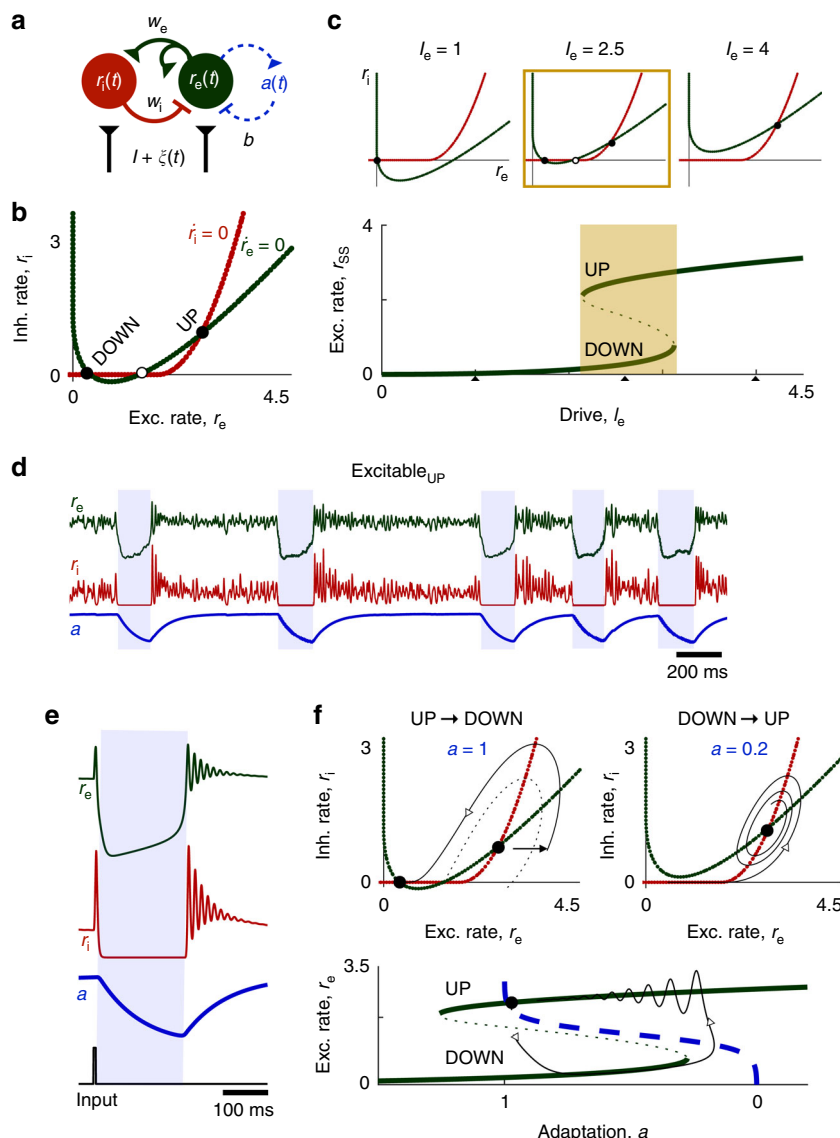 a
w_e
r_i(t)
r_e(t)
a(t)
w_i
b
I + ξ(t)
b
Inh. rate, r_i
3
0
ṙ_i = 0
ṙ_e = 0
DOWN
UP
0
4.5
Exc. rate, r_e
c
I_e = 1
I_e = 2.5
I_e = 4
r_i
r_e
Exc. rate, r_SS
4
0
UP
DOWN
0
4.5
Drive, I_e
d
Excitable_UP
r_e
r_i
a
200 ms
e
r_e
r_i
a
Input
100 ms
f
UP → DOWN
DOWN → UP
a = 1
a = 0.2
Inh. rate, r_i
3
0
0
4.5
Exc. rate, r_e
Inh. rate, r_i
3
0
0
4.5
Exc. rate, r_e
Exc. rate, r_e
3.5
0
UP
DOWN
1
0
Adaptation, a